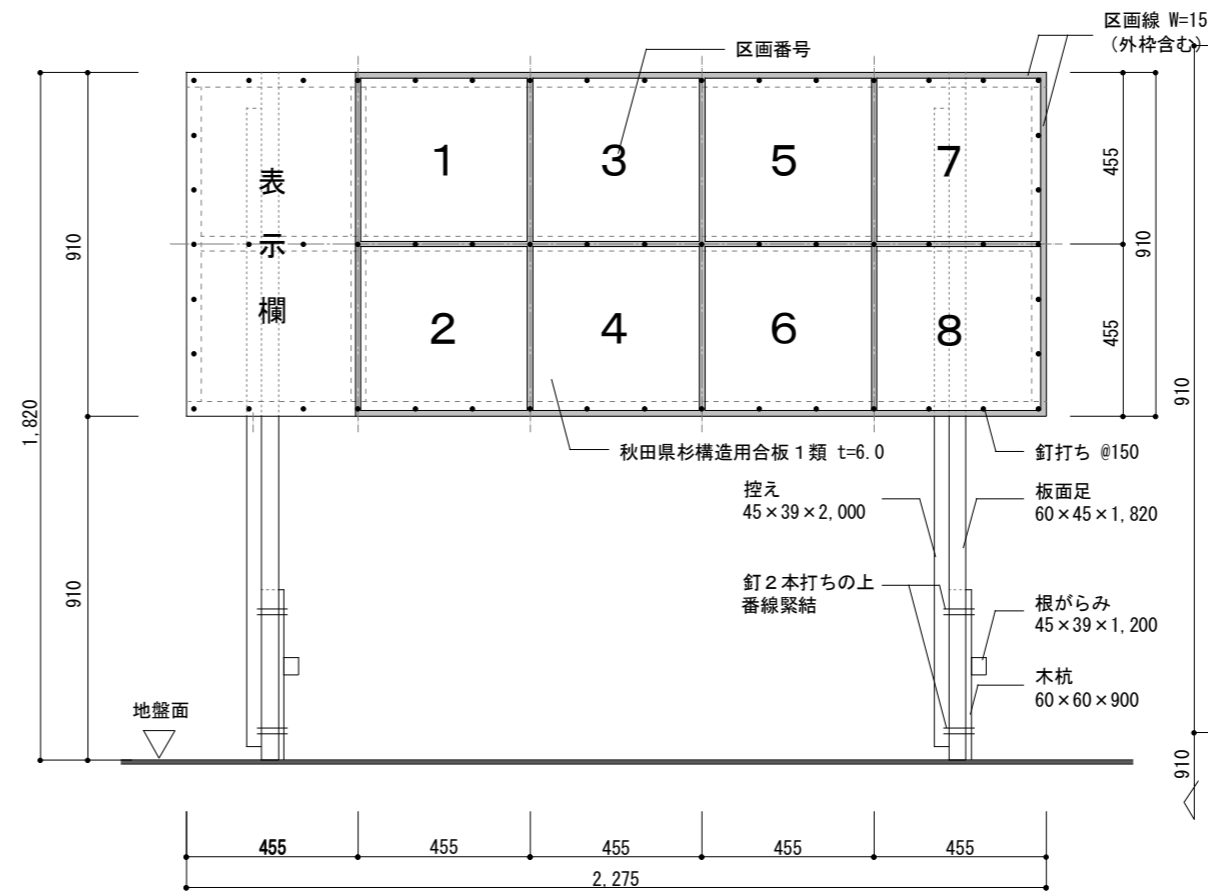 区画線 W=15
（外枠含む）
区画番号
1
3
5
7
表
示
欄
2
4
6
8
455
455
910
910
910
1,820
910
910
秋田県杉構造用合板１類 t=6.0
釘打ち @150
控え
45×39×2,000
板面足
60×45×1,820
釘２本打ちの上
番線緊結
根がらみ
45×39×1,200
木杭
60×60×900
地盤面
910
455
455
455
455
455
2,275